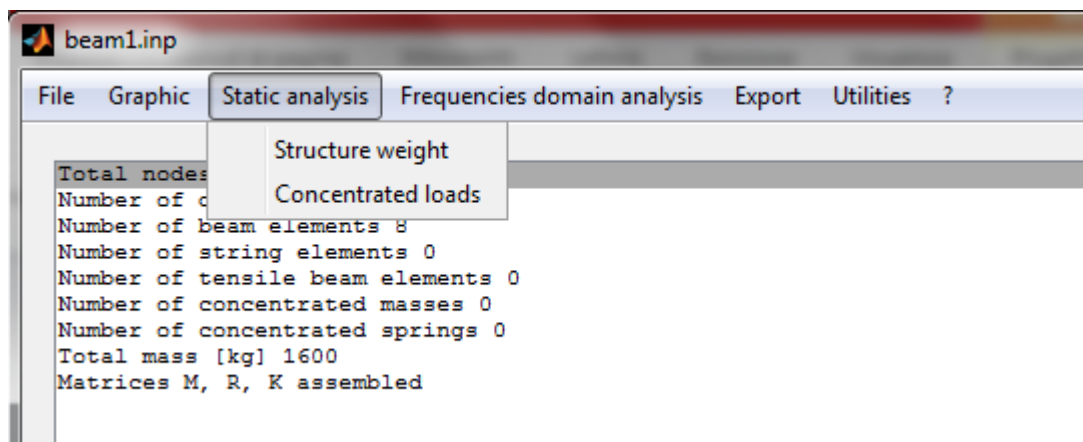 beam1.inp
File Graphic Static analysis Frequencies domain analysis Export Utilities ?
Structure weight
Concentrated loads
Total nodes
Number of
Number of beam elements 8
Number of string elements 0
Number of tensile beam elements 0
Number of concentrated masses 0
Number of concentrated springs 0
Total mass [kg] 1600
Matrices M, R, K assembled